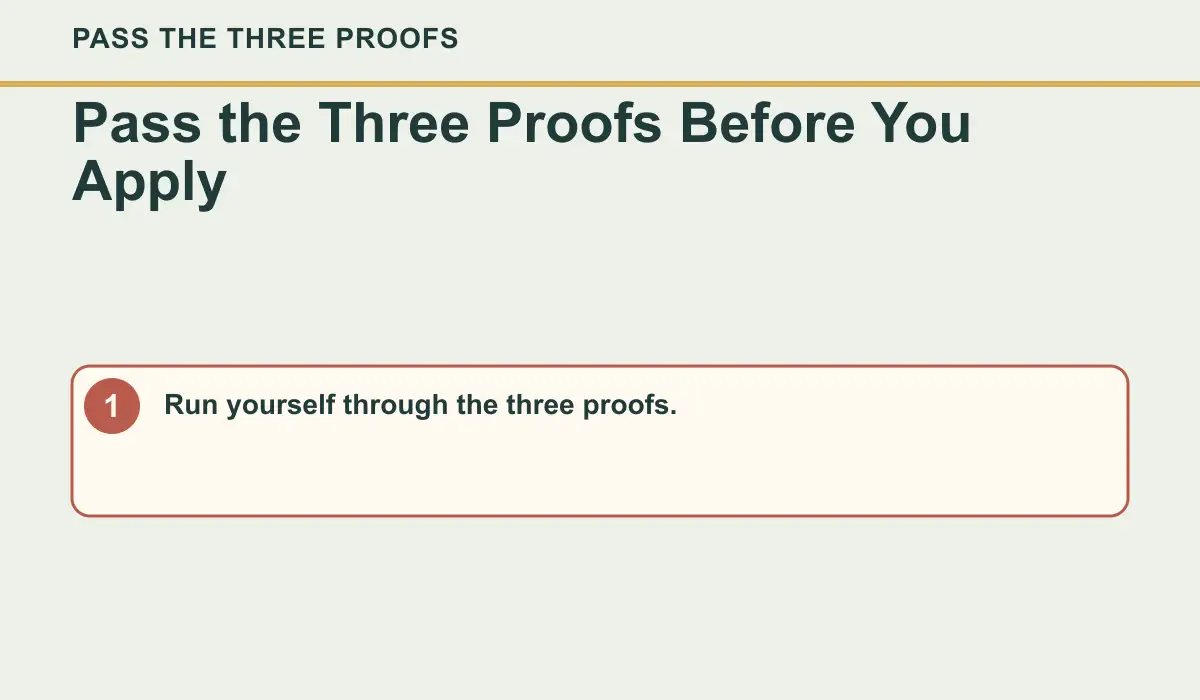 PASS THE THREE PROOFS
Pass the Three Proofs Before You
Apply
1
Run yourself through the three proofs.